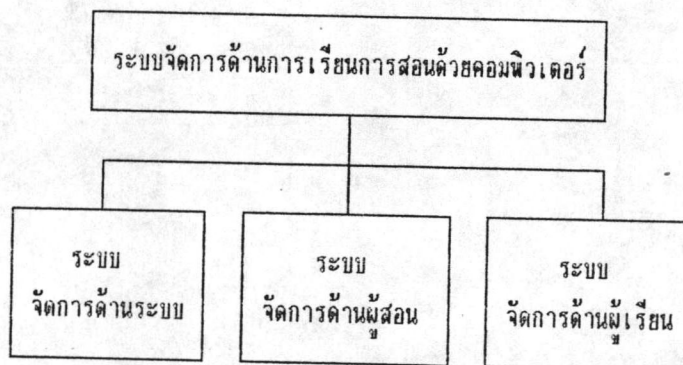 ระบบจัดการด้านการเรียนการสอนด้วยคอมพิวเตอร์
ระบบ
จัดการด้านระบบ
ระบบ
จัดการด้านผู้สอน
ระบบ
จัดการด้านผู้เรียน